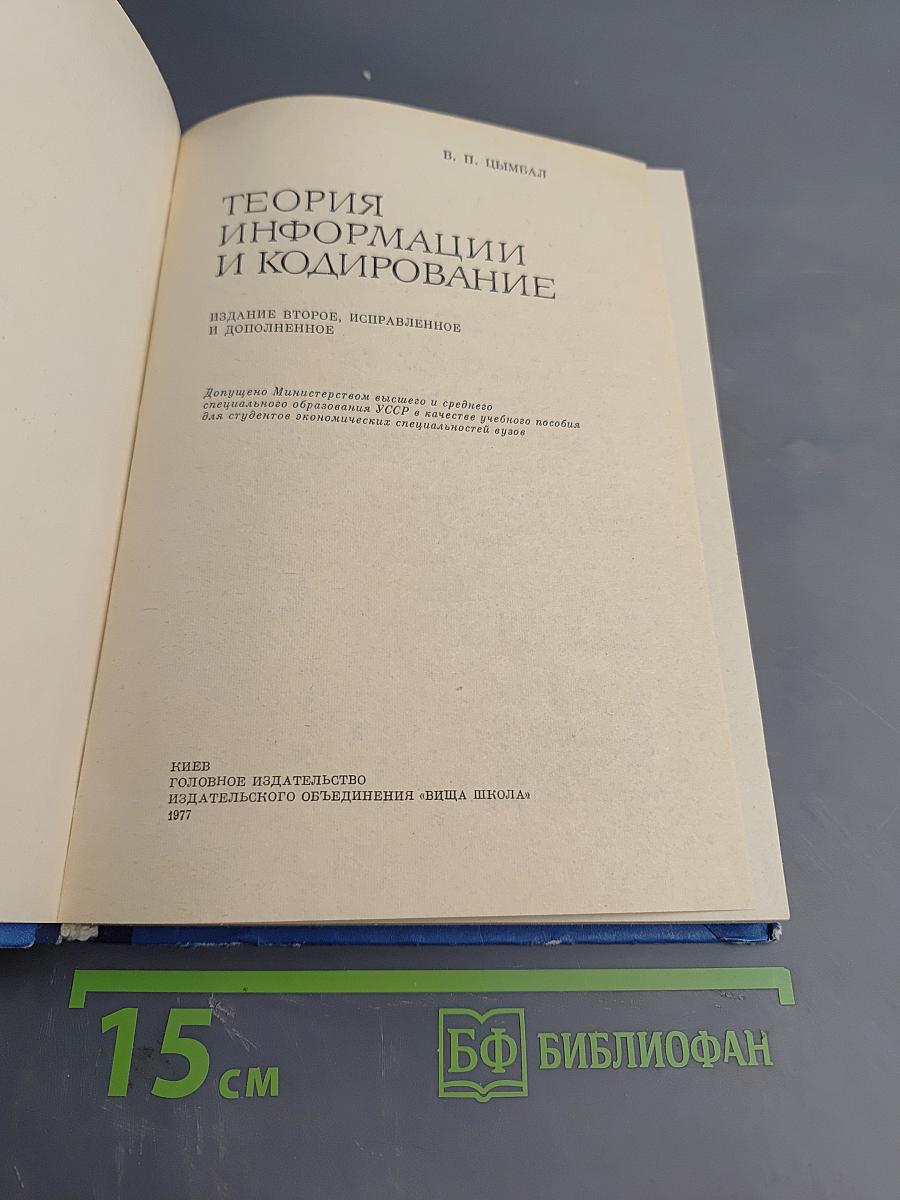 В. П. ЦЫМБАЛ
ТЕОРИЯ
ИНФОРМАЦИИ
И КОДИРОВАНИЕ
ИЗДАНИЕ ВТОРОЕ, ИСПРАВЛЕННОЕ
И ДОПОЛНЕННОЕ
Допущено Министерством высшего и среднего
специального образования УССР в качестве учебного пособия
для студентов экономических специальностей вузов
КИЕВ
ГОЛОВНОЕ ИЗДАТЕЛЬСТВО
ИЗДАТЕЛЬСКОГО ОБЪЕДИНЕНИЯ «ВИЩА ШКОЛА»
1977
15 см
БФ БИБЛИОФАН